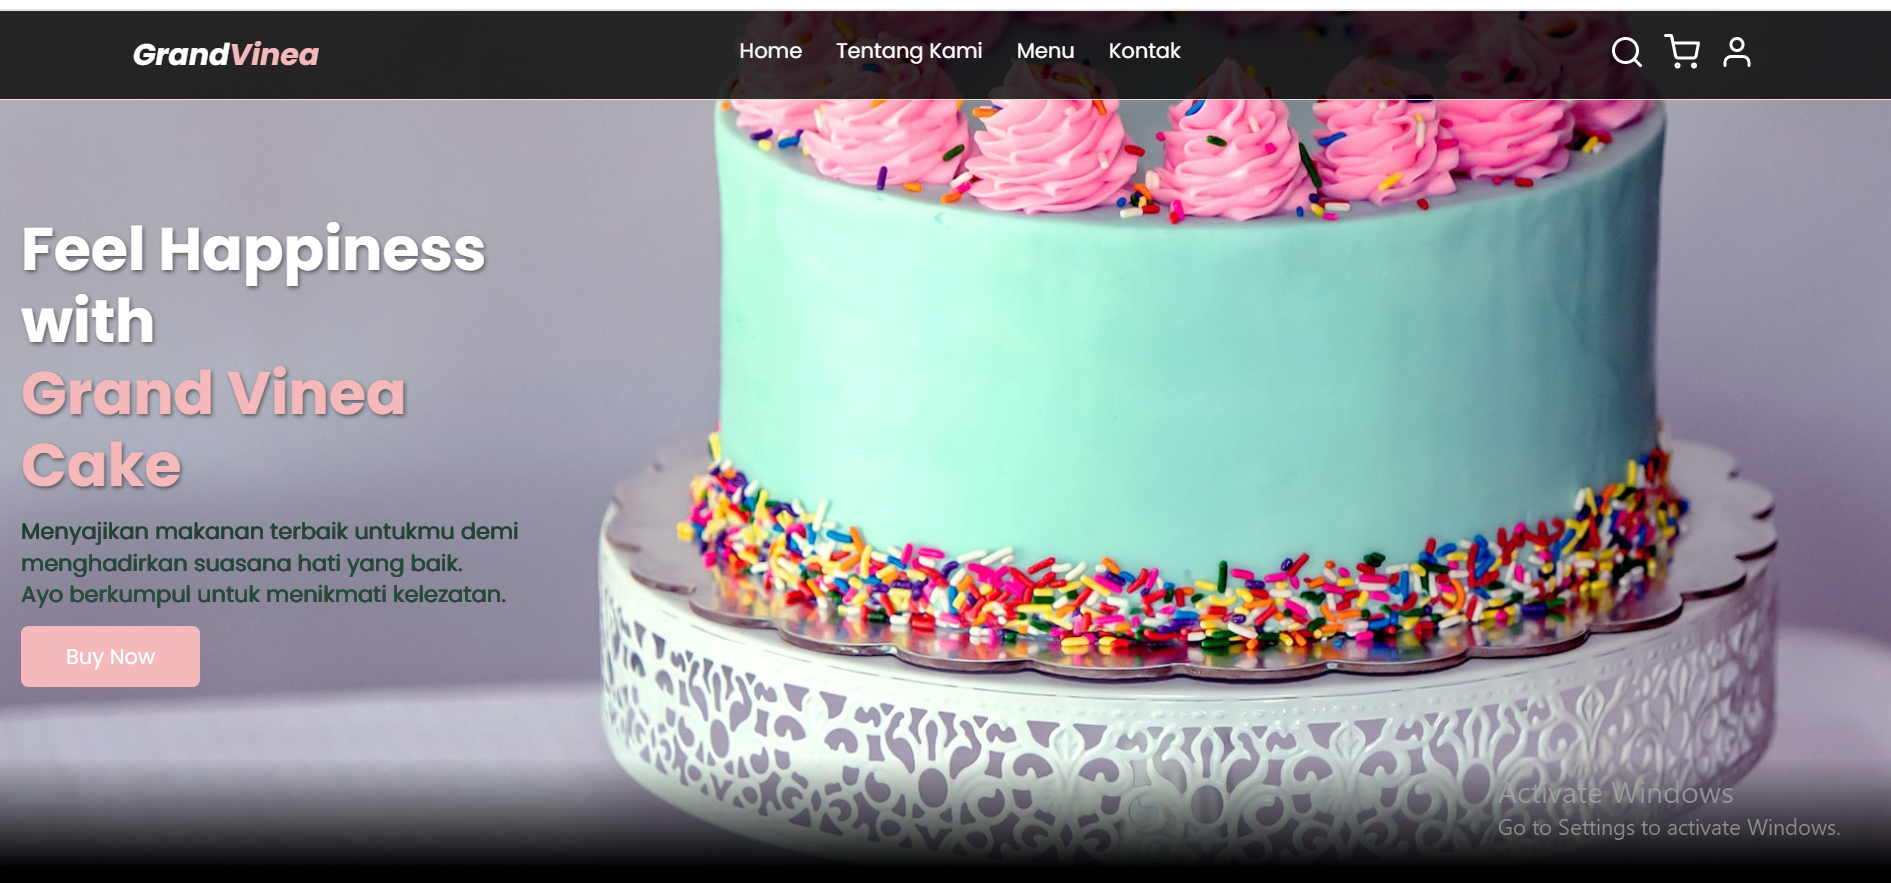 GrandVinea
Home Tentang Kami Menu Kontak
Feel Happiness
with
Grand Vinea
Cake
Menyajikan makanan terbaik untukmu demi
menghadirkan suasana hati yang baik.
Ayo berkumpul untuk menikmati kelezatan.
Buy Now
Activate Windows
Go to Settings to activate Windows.